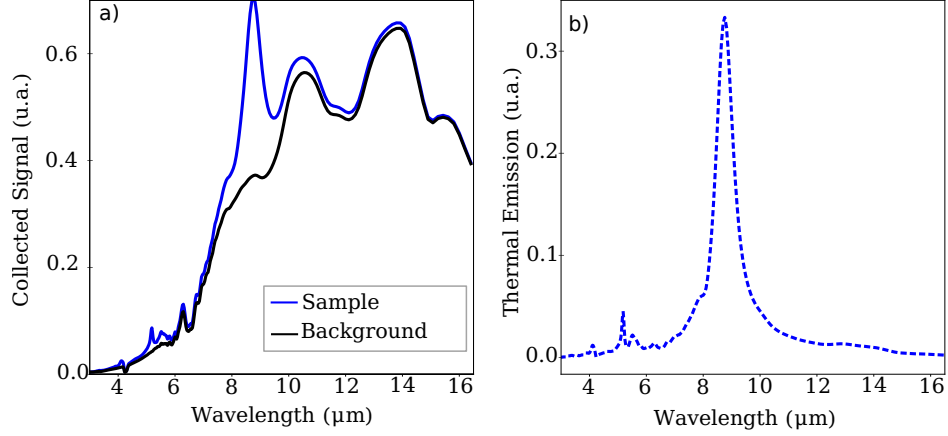 a)
Collected Signal (u.a.)
0.6
0.4
0.2
0.0
Sample
Background
4 6 8 10 12 14 16
Wavelength (μm)
b)
Thermal Emission (u.a.)
0.3
0.2
0.1
0.0
4 6 8 10 12 14 16
Wavelength (μm)